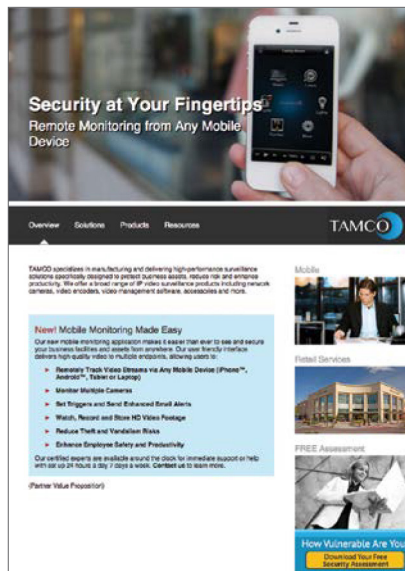 Security at Your Fingertips
Remote Monitoring from Any Mobile
Device
Overview Solutions Products Resources
TAMCO
TAMCO specializes in manufacturing and delivering high-performance surveillance
solutions specifically designed to protect business assets, reduce risk and enhance
productivity. We offer a broad range of IP video surveillance products including network
cameras, video encoders, video management software, accessories and more.
Mobile
New! Mobile Monitoring Made Easy
Our new mobile monitoring application makes it easier than ever to see and secure
your business facilities and assets from anywhere. Our user friendly interface
delivers high quality video to multiple endpoints, allowing users to:
► Remotely Track Video Streams via Any Mobile Device (iPhone™,
Android™, Tablet or Laptop)
► Monitor Multiple Cameras
► Set Triggers and Send Enhanced Email Alerts
► Watch, Record and Store HD Video Footage
► Reduce Theft and Vandalism Risks
► Enhance Employee Safety and Productivity
Our certified experts are available around the clock for immediate support or help
with set up 24 hours a day 7 days a week. Contact us to learn more.
(Partner Value Proposition)
Retail Services
FREE Assessment
How Vulnerable Are You
Download Your Free
Security Assessment